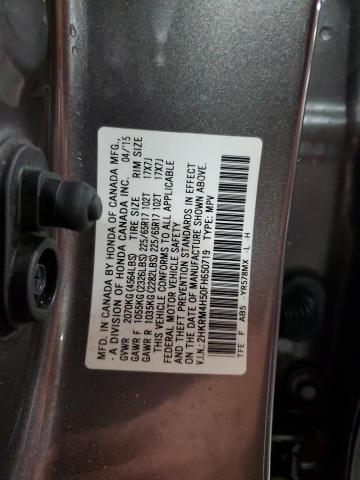 MFD. IN CANADA BY HONDA OF CANADA MFG.,
- A DIVISION OF HONDA CANADA INC. 04/15
GVWR 2070KG (4564LBS) TIRE SIZE RIM SIZE
GAWR F 1055KG (2326LBS) 225/65R17 102T 17X7J
GAWR R 1035KG (2282LBS) 225/65R17 102T 17X7J
THIS VEHICLE CONFORMS TO ALL APPLICABLE
FEDERAL MOTOR VEHICLE SAFETY
AND THEFT PREVENTION STANDARDS IN EFFECT
ON THE DATE OF MANUFACTURE SHOWN ABOVE.
V.I.N.: 2HKRM4H50FH650719 TYPE: MPV
TFE F AB5 -YR578MX -L -H